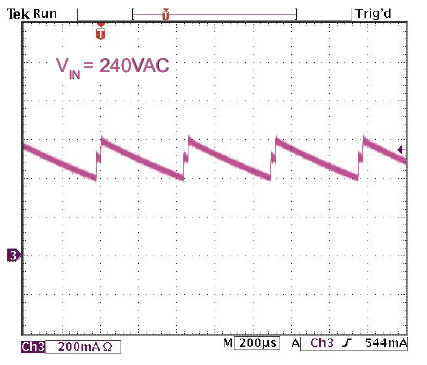 Tek Run Trig'd
T
T
VIN = 240VAC
3
Ch3 200mA Ω M 200µs A Ch3 544mA